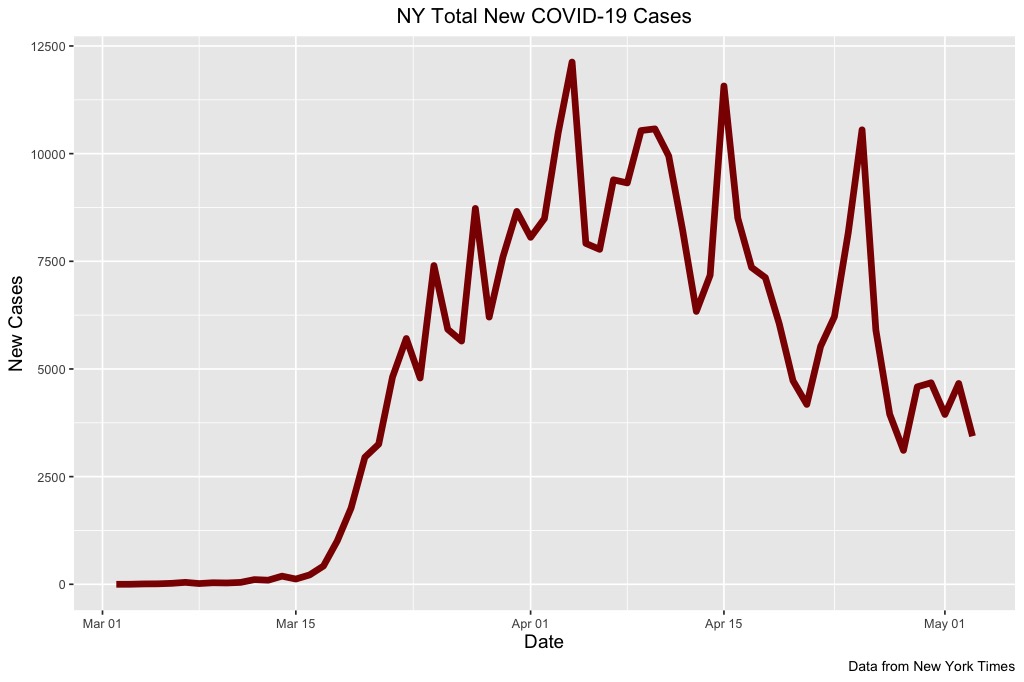 NY Total New COVID-19 Cases
New Cases
12500
10000
7500
5000
2500
0
Mar 01 Mar 15 Apr 01 Apr 15 May 01
Date
Data from New York Times